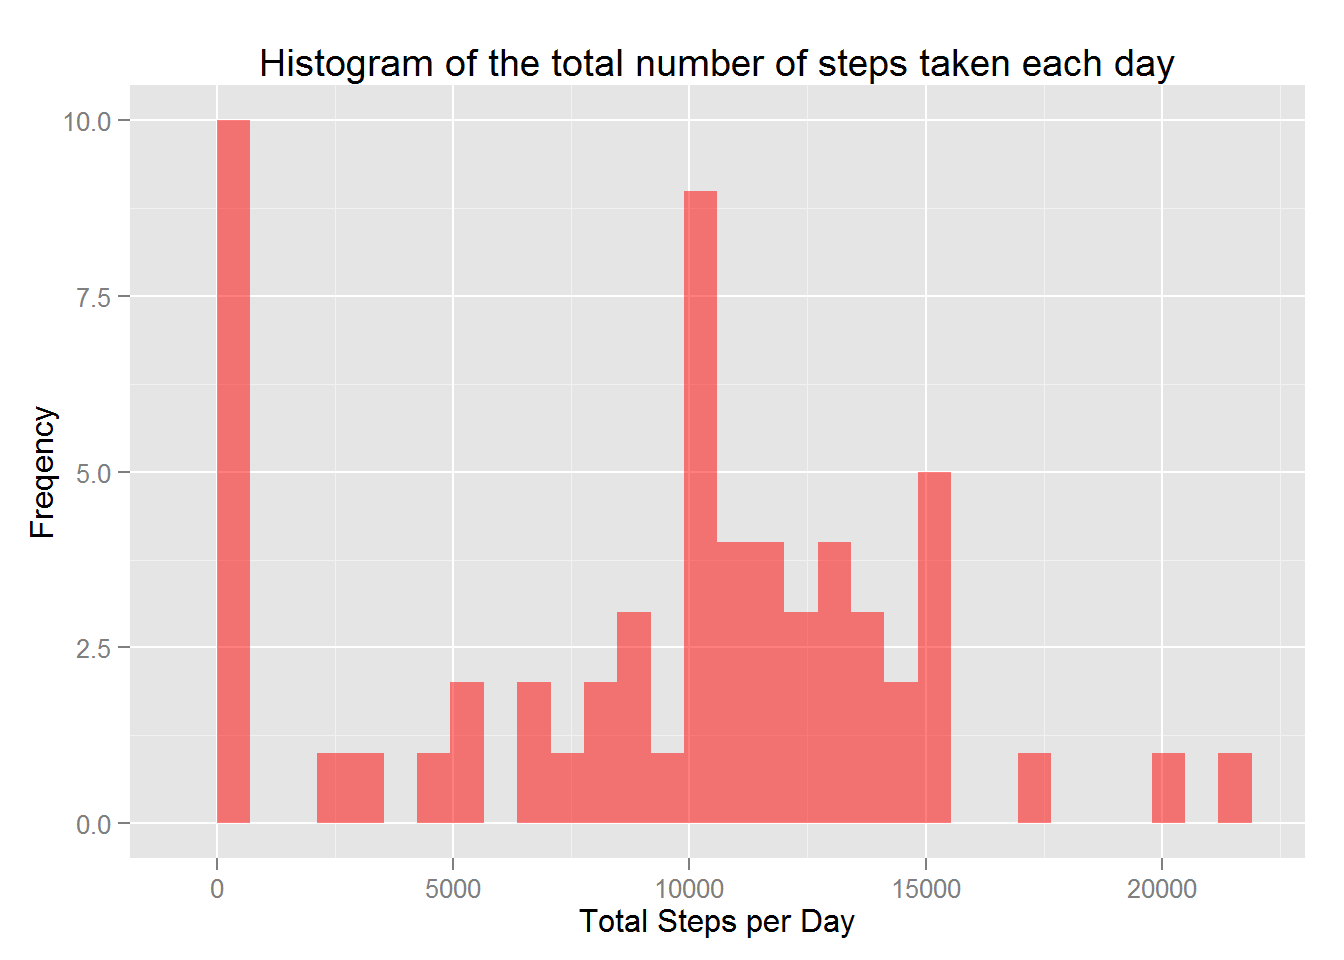 Histogram of the total number of steps taken each day
10.0
7.5
5.0
2.5
0.0
Freqency
0 5000 10000 15000 20000
Total Steps per Day